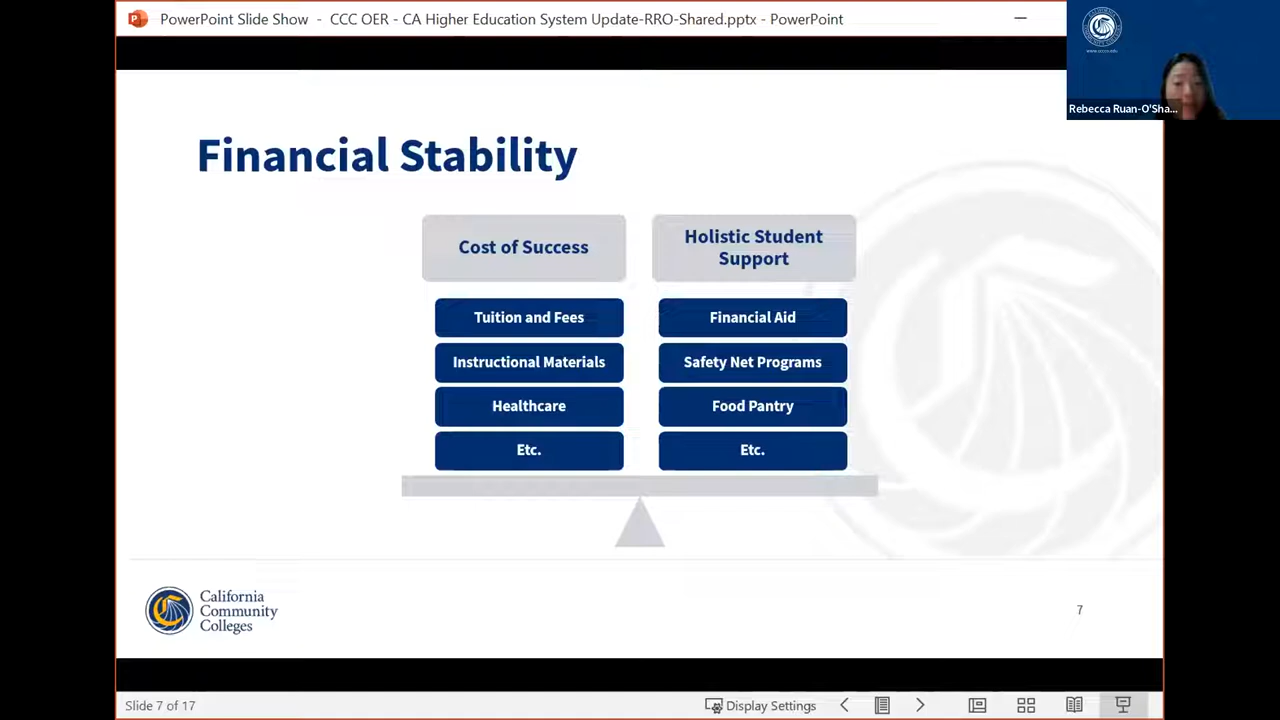 PowerPoint Slide Show - CCC OER - CA Higher Education System Update-RRO-Shared.pptx - PowerPoint
Rebecca Ruan-O'Sha...
Financial Stability
Cost of Success
Holistic Student
Support
Tuition and Fees
Financial Aid
Instructional Materials
Safety Net Programs
Healthcare
Food Pantry
Etc.
Etc.
California
Community
Colleges
7
Slide 7 of 17
Display Settings